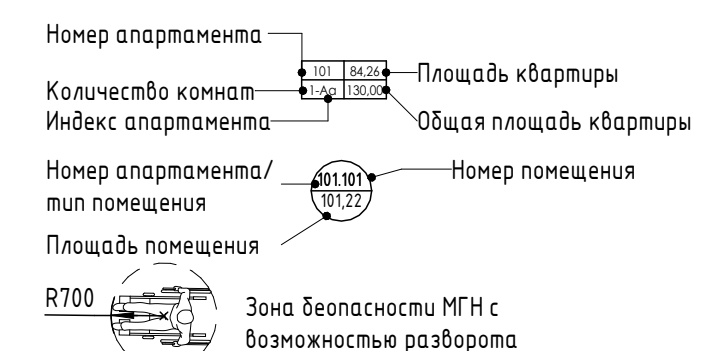 Номер апартамента
101 84,26
Площадь квартиры
Количество комнат
1-Аа 130,00
Индекс апартамента
Общая площадь квартиры
Номер апартамента/
тип помещения
101.101
101,22
Номер помещения
Площадь помещения
R700
Зона беопасности МГН с
возможностью разворота